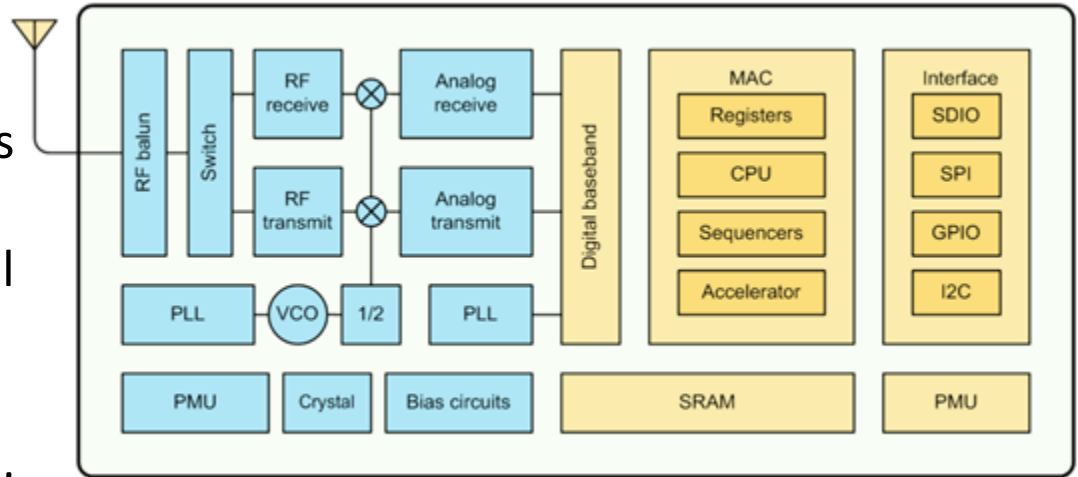 s
l
.
RF balun
Switch
RF
receive
Analog
receive
RF
transmit
Analog
transmit
PLL
VCO
1/2
PLL
PMU
Crystal
Bias circuits
Digital baseband
MAC
Registers
CPU
Sequencers
Accelerator
Interface
SDIO
SPI
GPIO
I2C
SRAM
PMU